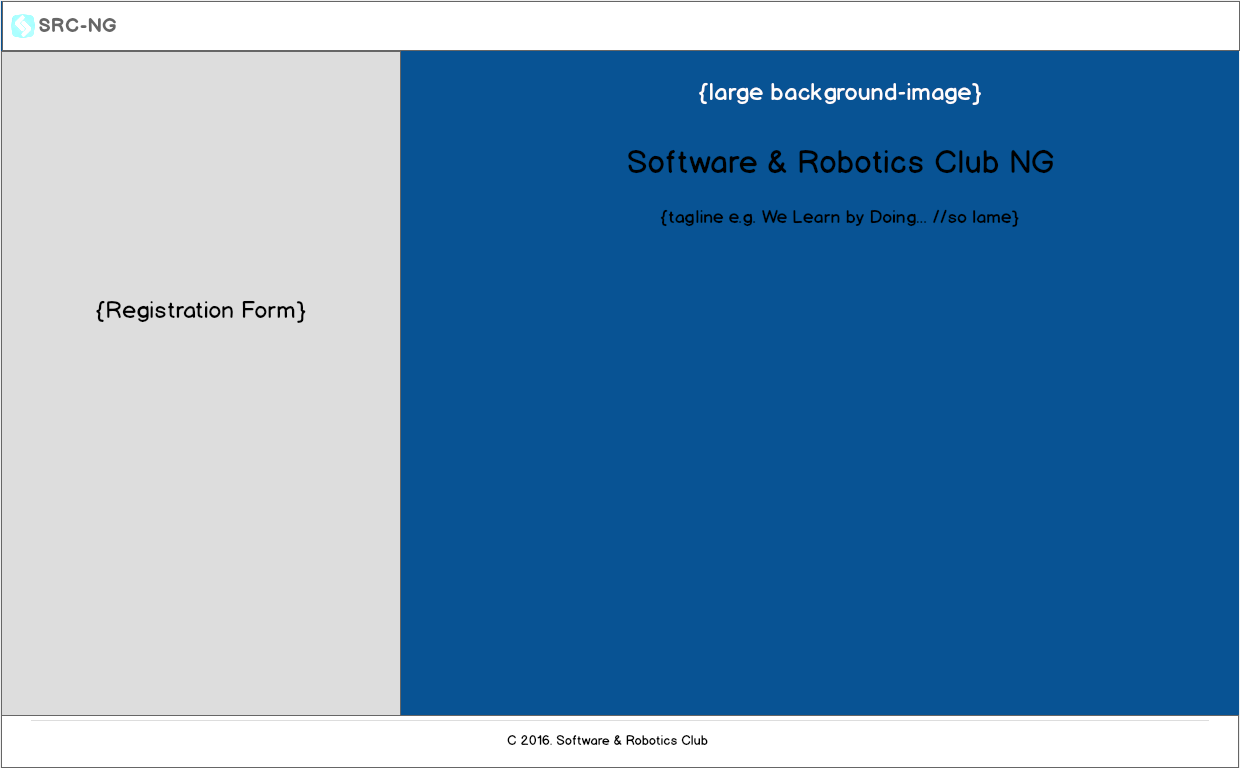 SRC-NG
{large background-image}
Software & Robotics Club NG
{tagline e.g. We Learn by Doing... //so lame}
{Registration Form}
C 2016. Software & Robotics Club